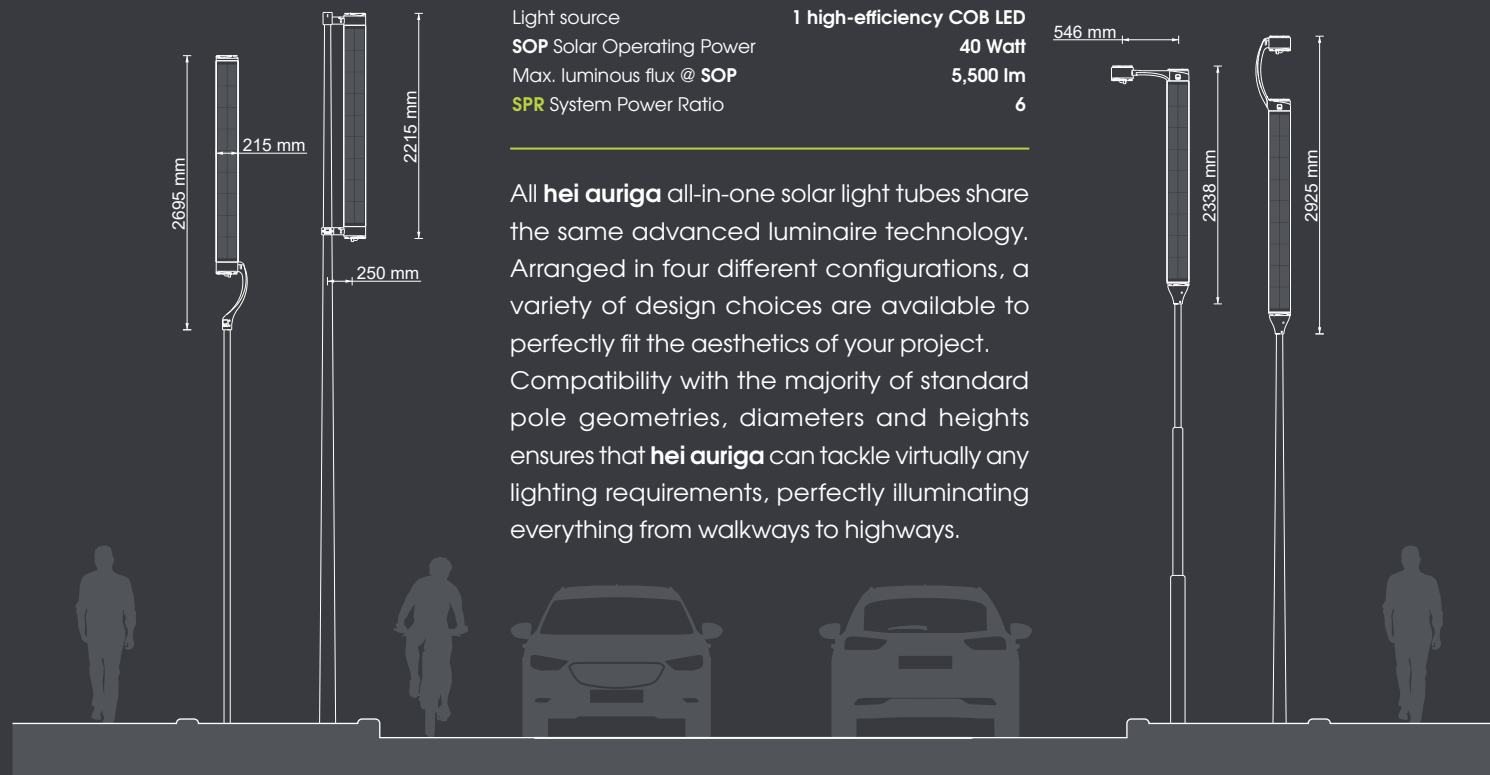 Light source 1 high-efficiency COB LED
SOP Solar Operating Power 40 Watt
Max. luminous flux @ SOP 5,500 lm
SPR System Power Ratio 6
All hei auriga all-in-one solar light tubes share
the same advanced luminaire technology.
Arranged in four different configurations, a
variety of design choices are available to
perfectly fit the aesthetics of your project.
Compatibility with the majority of standard
pole geometries, diameters and heights
ensures that hei auriga can tackle virtually any
lighting requirements, perfectly illuminating
everything from walkways to highways.
2695 mm
215 mm
2215 mm
250 mm
546 mm
2338 mm
2925 mm